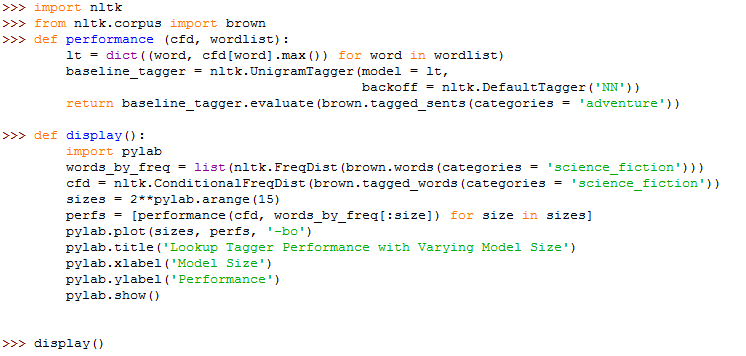 >>> import nltk
>>> from nltk.corpus import brown
>>> def performance (cfd, wordlist):
        lt = dict((word, cfd[word].max()) for word in wordlist)
        baseline_tagger = nltk.UnigramTagger(model = lt,
                                             backoff = nltk.DefaultTagger('NN'))
        return baseline_tagger.evaluate(brown.tagged_sents(categories = 'adventure'))

>>> def display():
        import pylab
        words_by_freq = list(nltk.FreqDist(brown.words(categories = 'science_fiction')))
        cfd = nltk.ConditionalFreqDist(brown.tagged_words(categories = 'science_fiction'))
        sizes = 2**pylab.arange(15)
        perfs = [performance(cfd, words_by_freq[:size]) for size in sizes]
        pylab.plot(sizes, perfs, '-bo')
        pylab.title('Lookup Tagger Performance with Varying Model Size')
        pylab.xlabel('Model Size')
        pylab.ylabel('Performance')
        pylab.show()

>>> display()